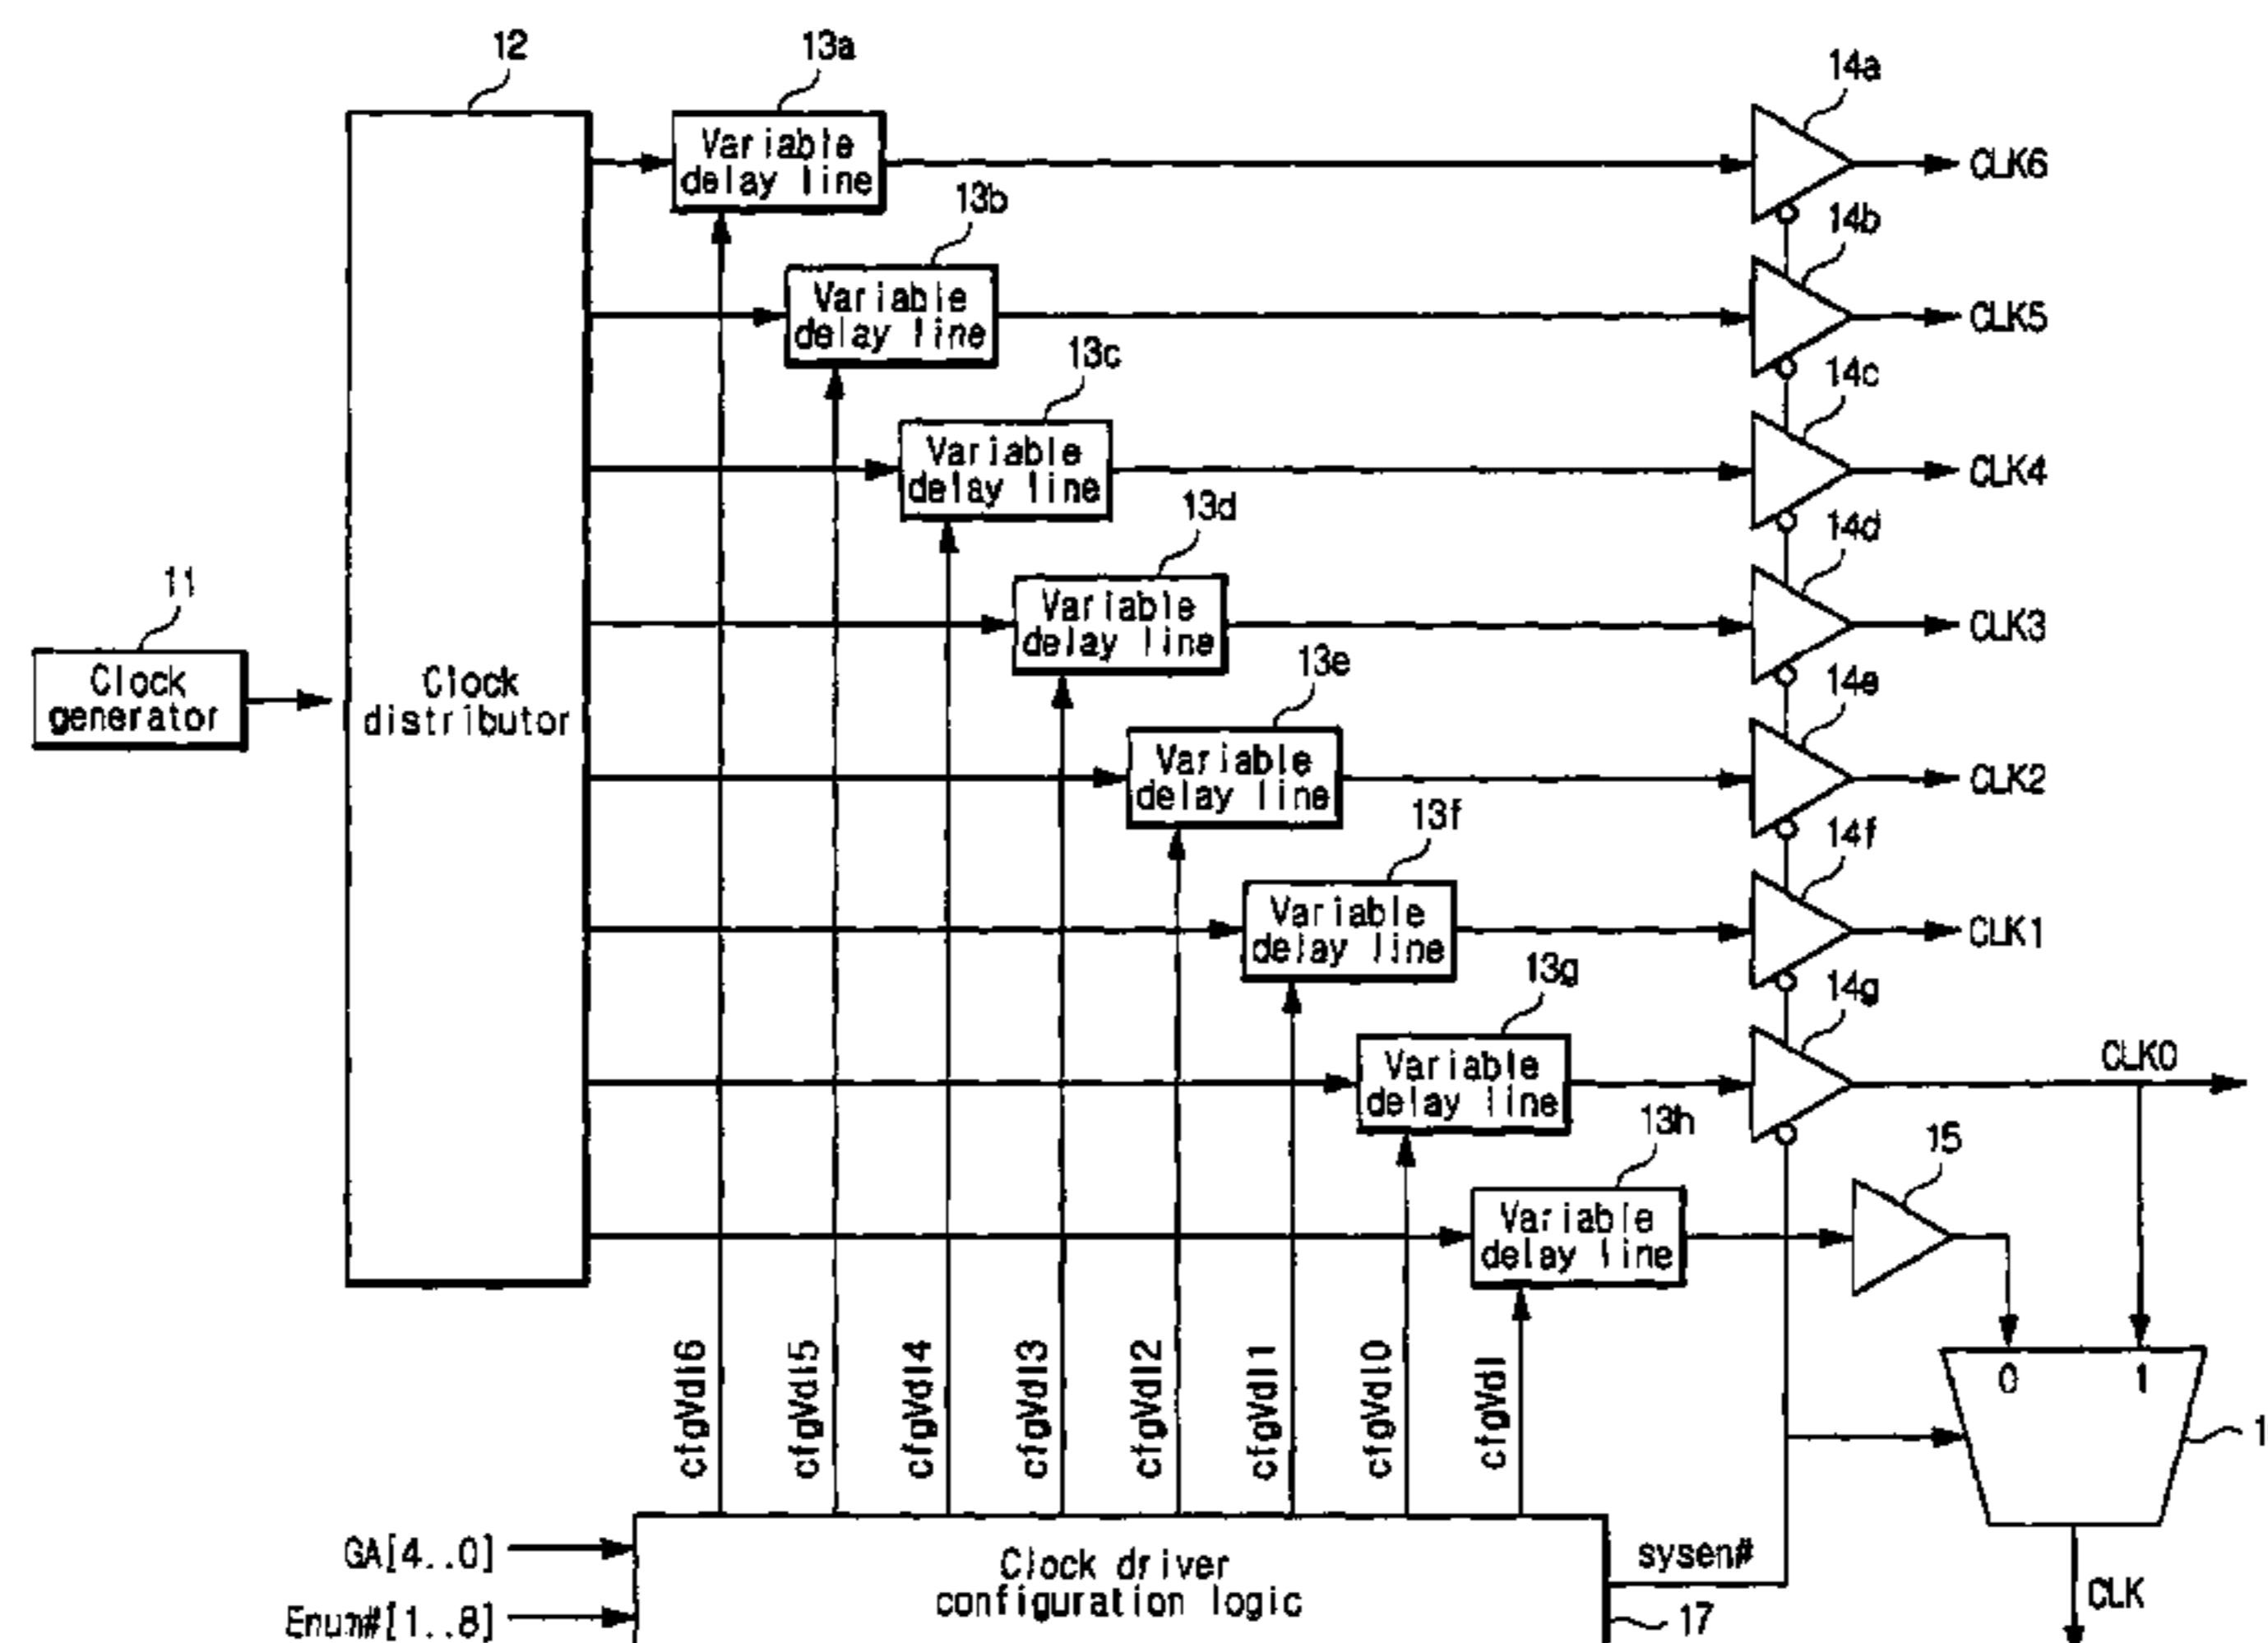 12
13a
14a
Variable
delay line
CLK6
13b
14b
Variable
delay line
CLK5
13c
14c
Variable
delay line
CLK4
13d
14d
Variable
delay line
CLK3
11
Clock
generator
Clock
distributor
13e
14e
Variable
delay line
CLK2
13f
14f
Variable
delay line
CLK1
13g
14g
Variable
delay line
CLK0
13h
15
Variable
delay line
cfgVdl6
cfgVdl5
cfgVdl4
cfgVdl3
cfgVdl2
cfgVdl1
cfgVdl0
cfgVdl
0 1
1
GA[4..0]
Enum#[1..8]
Clock driver
configuration logic
sysen#
17
CLK